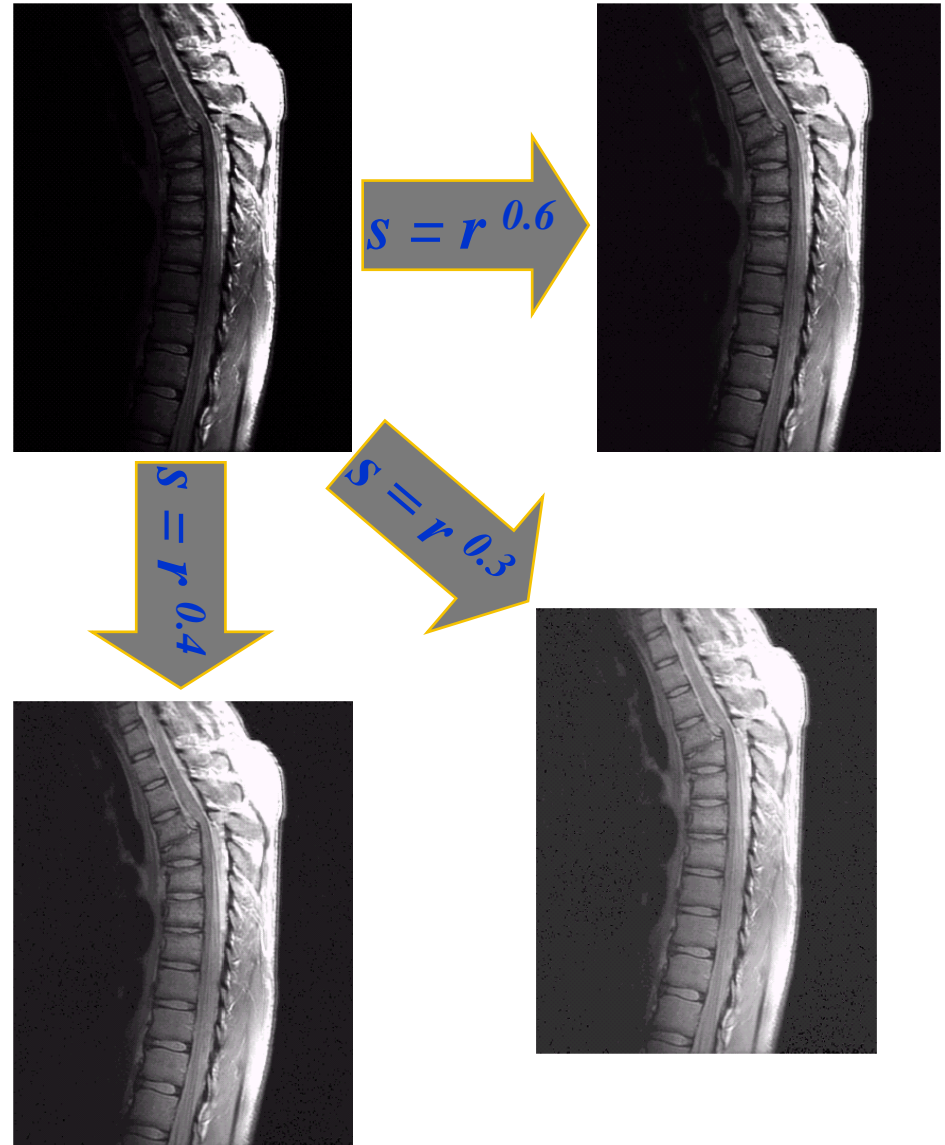 s = r 0.6
s = r 0.3
s = r 0.4